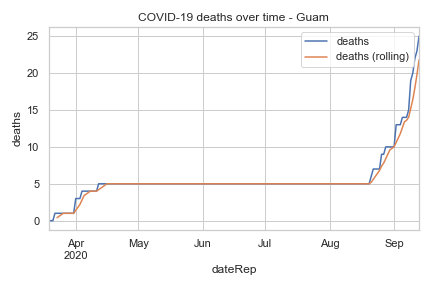 COVID-19 deaths over time - Guam
deaths
deaths (rolling)
25
20
15
10
5
0
deaths
Apr
2020
May
Jun
Jul
Aug
Sep
dateRep